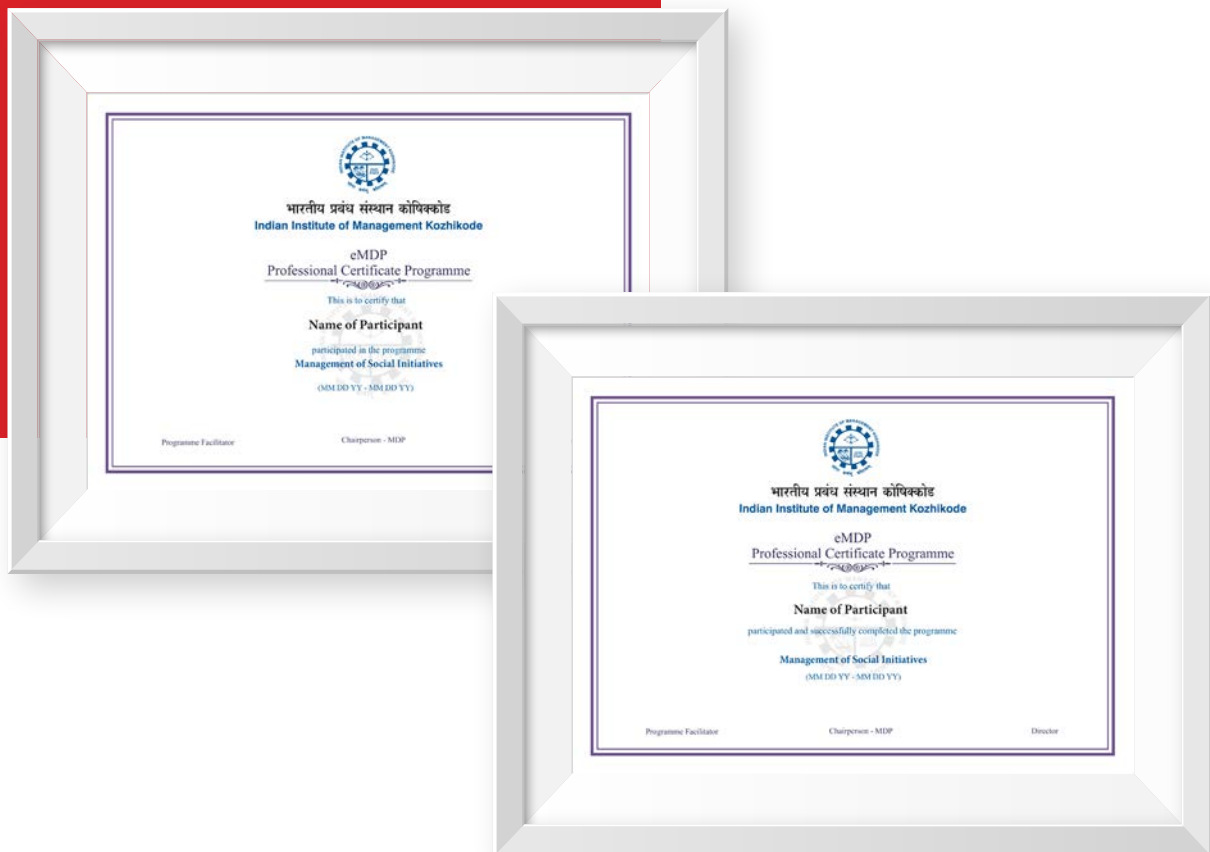 भारतीय प्रबंध संस्थान कोषिक्कोड
Indian Institute of Management Kozhikode
eMDP
Professional Certificate Programme
This is to certify that
Name of Participant
participated in the programme
Management of Social Initiatives
(MM DD YY - MM DD YY)
Programme Facilitator
Chairperson - MDP
भारतीय प्रबंध संस्थान कोषिक्कोड
Indian Institute of Management Kozhikode
eMDP
Professional Certificate Programme
This is to certify that
Name of Participant
participated and successfully completed the programme
Management of Social Initiatives
(MM DD YY - MM DD YY)
Programme Facilitator
Chairperson - MDP
Director